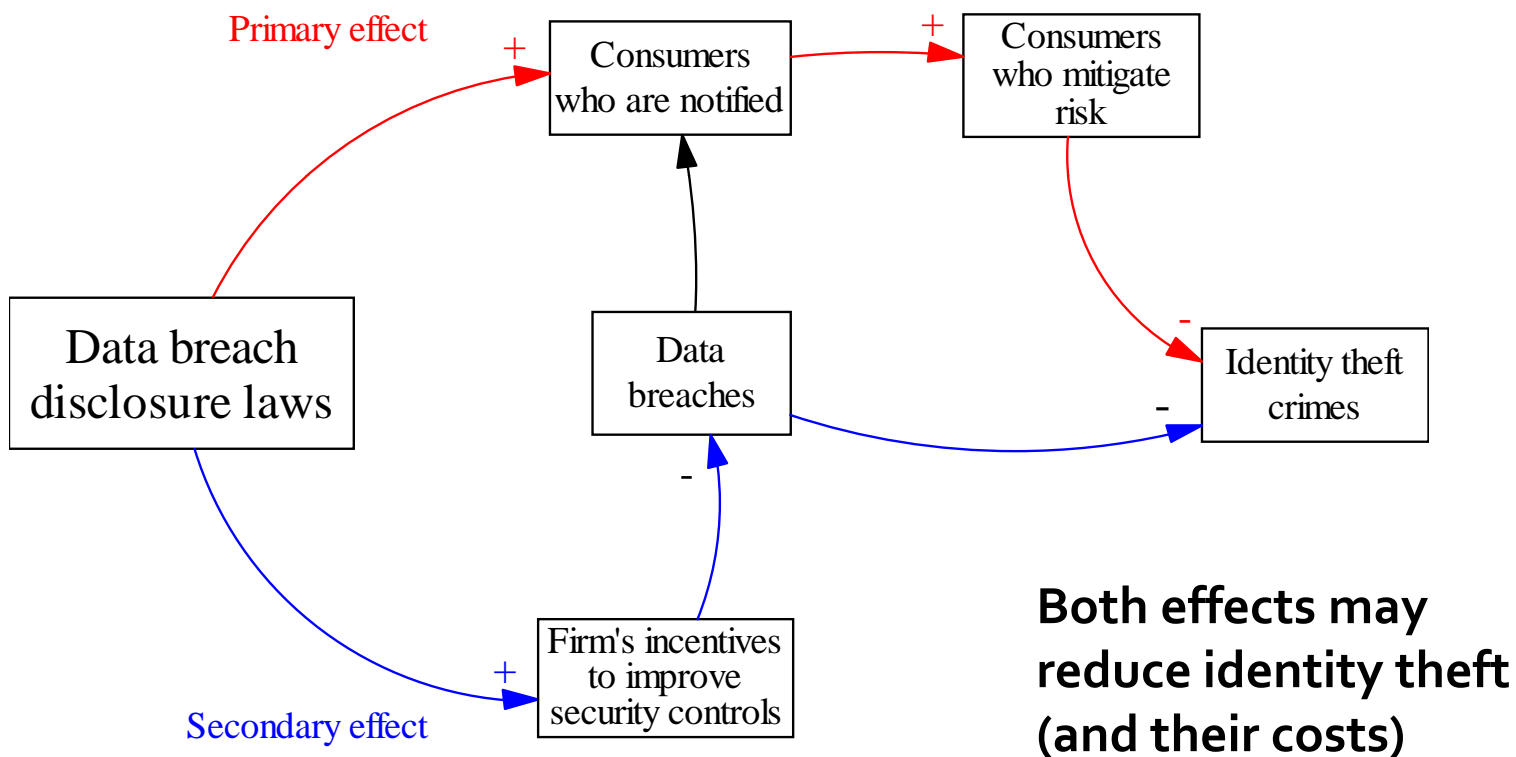 Primary effect
+
Consumers
who are notified
+
Consumers
who mitigate
risk
Data breach
disclosure laws
Data
breaches
-
Identity theft
crimes
-
-
Firm's incentives
to improve
security controls
+
Secondary effect
Both effects may
reduce identity theft
(and their costs)